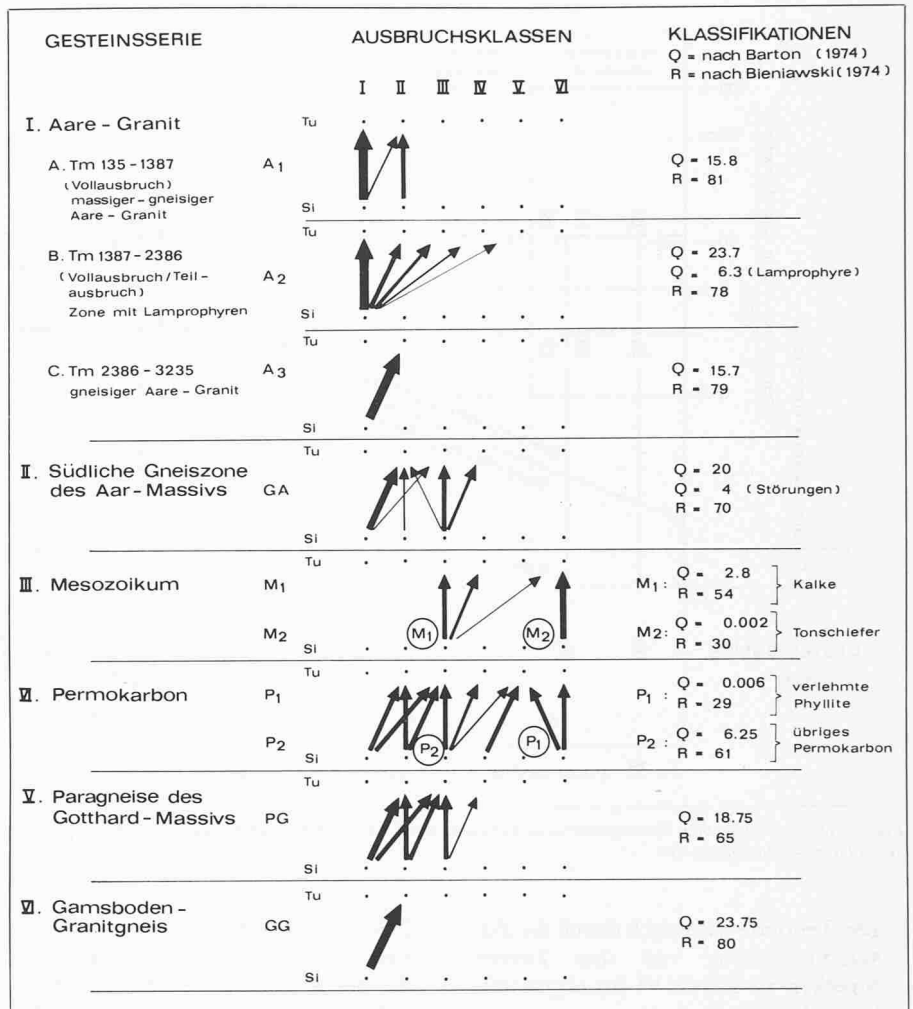 GESTEINSSERIE
AUSBRUCHSKLASSEN
KLASSIFIKATIONEN
Q = nach Barton (1974)
R = nach Bieniawski (1974)
I II III IV V VI
I. Aare - Granit
A. Tm 135 - 1387
(Vollausbruch)
massiger - gneisiger
Aare - Granit
A1
Tu
Si
Q = 15.8
R = 81
B. Tm 1387 - 2386
(Vollausbruch / Teil -
ausbruch)
Zone mit Lamprophyren
A2
Tu
Si
Q = 23.7
Q = 6.3 (Lamprophyre)
R = 78
C. Tm 2386 - 3235
gneisiger Aare - Granit
A3
Tu
Si
Q = 15.7
R = 79
II. Südliche Gneiszone
des Aar - Massivs
GA
Tu
Si
Q = 20
Q = 4 (Störungen)
R = 70
III. Mesozoikum
M1
M2
Tu
Si
M1
M2
M1: Q = 2.8
R = 54
Kalke
M2: Q = 0.002
R = 30
Tonschiefer
VI. Permokarbon
P1
P2
Tu
Si
P2
P1
P1 : Q = 0.006
R = 29
verlehmte
Phyllite
P2 : Q = 6.25
R = 61
übriges
Permokarbon
V. Paragneise des
Gotthard - Massivs
PG
Tu
Si
Q = 18.75
R = 65
VI. Gamsboden -
Granitgneis
GG
Tu
Si
Q = 23.75
R = 80